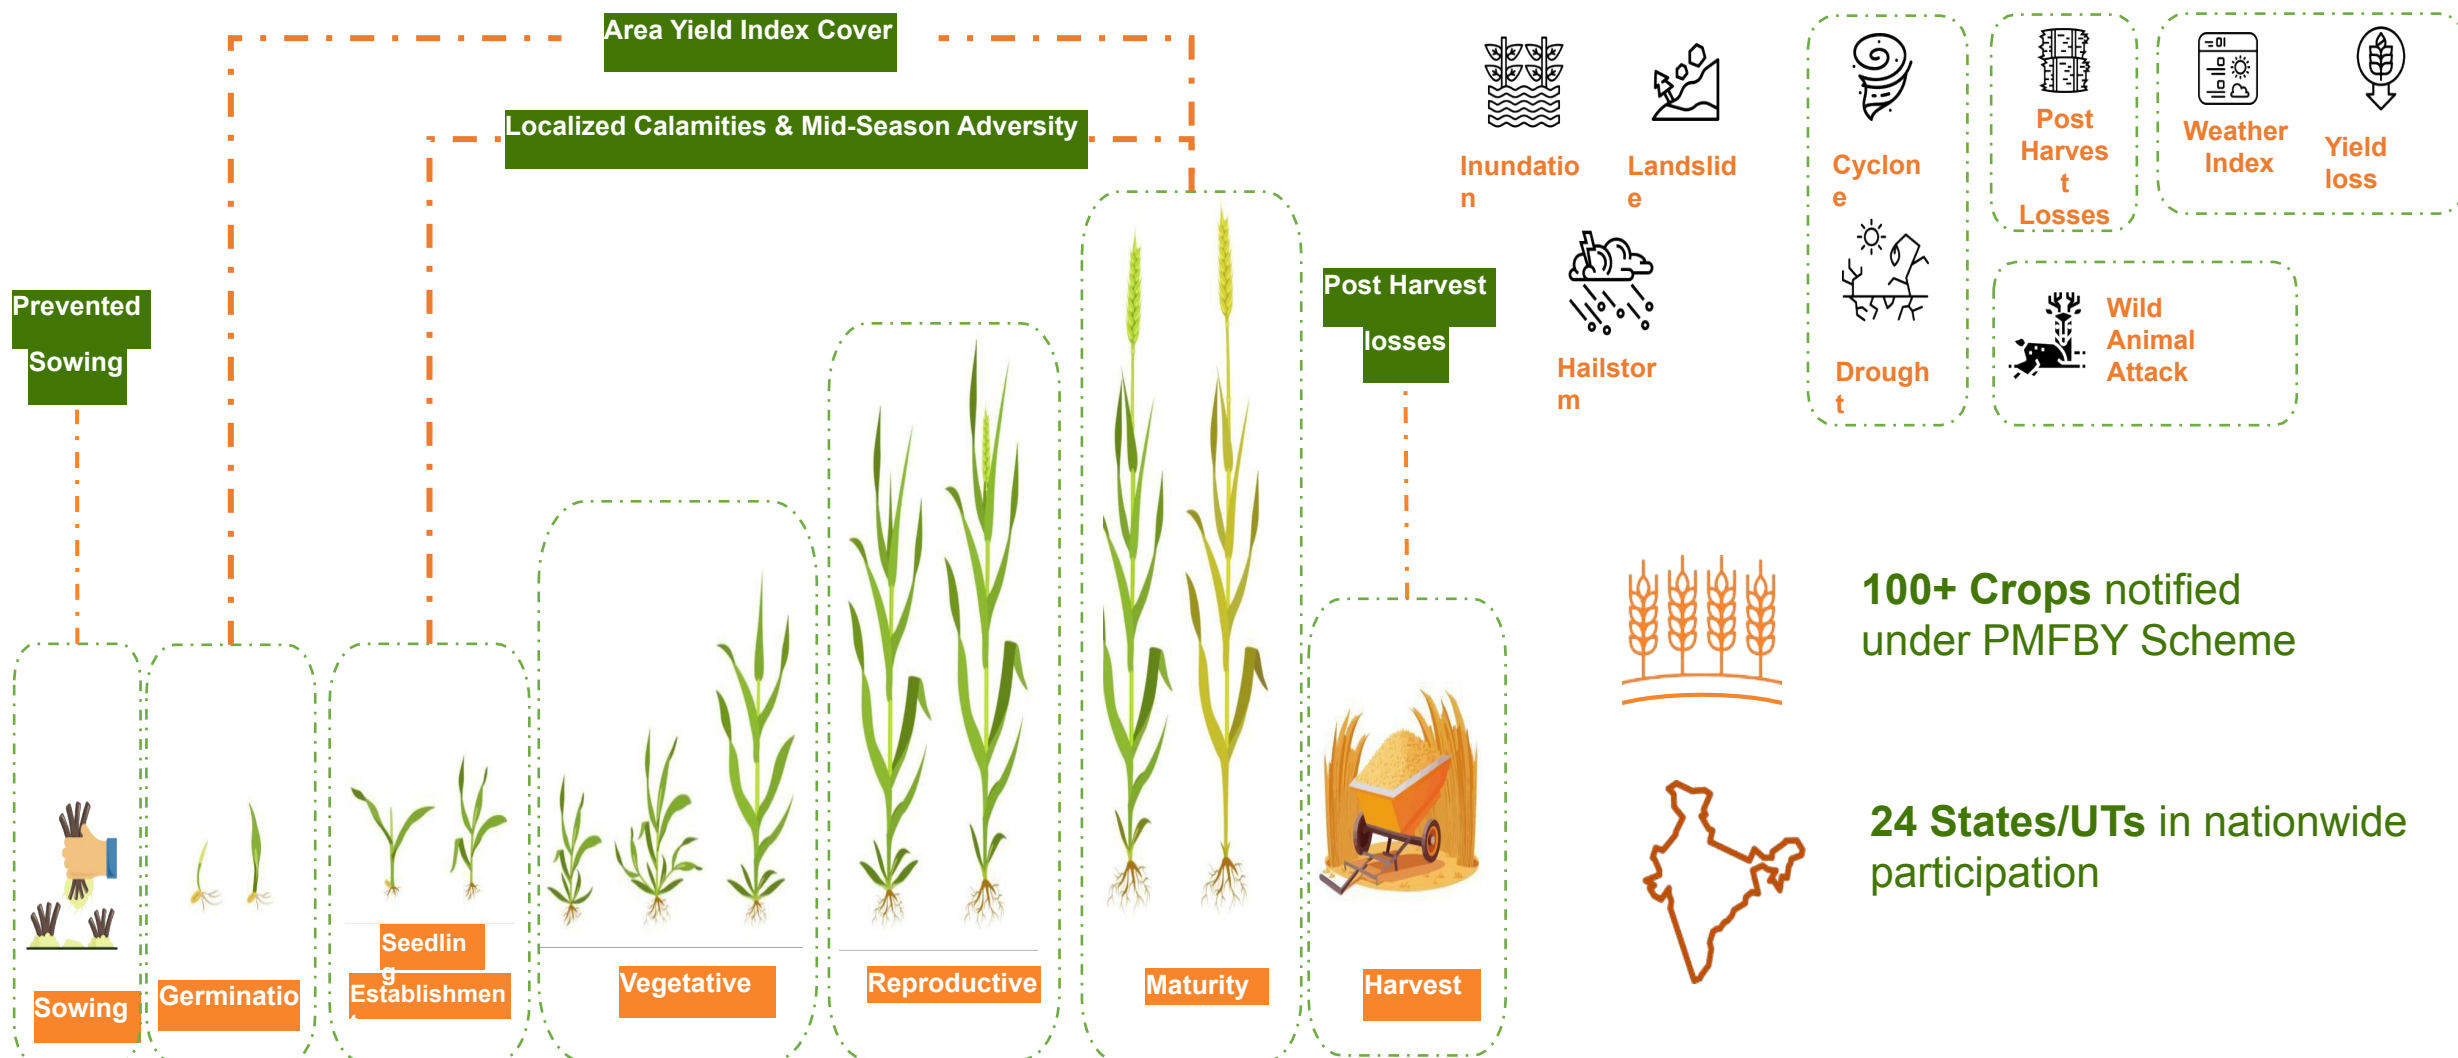 Area Yield Index Cover
Localized Calamities & Mid-Season Adversity
Prevented
Sowing
Post Harvest
losses
Inundatio
n
Landslid
e
Hailstor
m
Cyclon
e
Drough
t
Post
Harves
t
Losses
Weather
Index
Yield
loss
Wild
Animal
Attack
100+ Crops notified
under PMFBY Scheme
24 States/UTs in nationwide
participation
Sowing
Germinatio
Seedlin
g
Establishmen
t
Vegetative
Reproductive
Maturity
Harvest